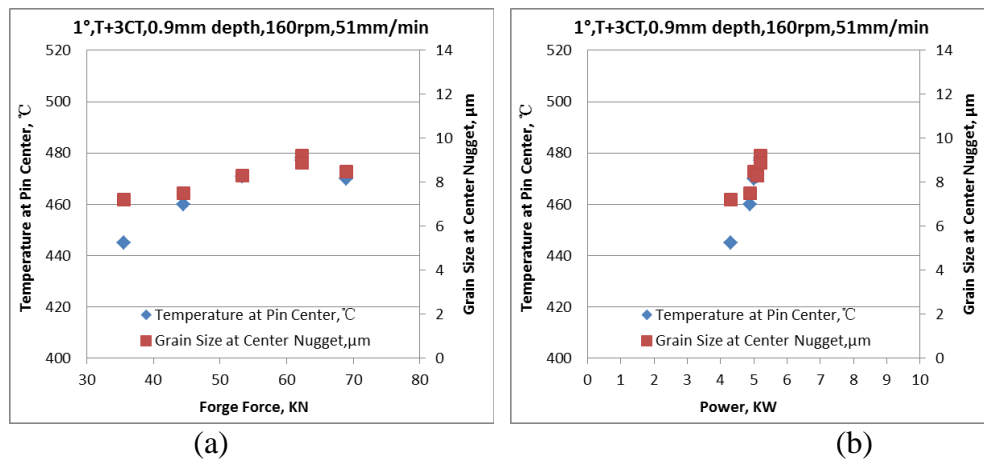 1°,T+3CT,0.9mm depth,160rpm,51mm/min
520
500
480
460
440
420
400
Temperature at Pin Center, ℃
14
12
10
8
6
4
2
0
Grain Size at Center Nugget, µm
Temperature at Pin Center,℃
Grain Size at Center Nugget,µm
30 40 50 60 70 80
Forge Force, KN
(a)
1°,T+3CT,0.9mm depth,160rpm,51mm/min
520
500
480
460
440
420
400
Temperature at Pin Center, ℃
14
12
10
8
6
4
2
0
Grain Size at Center Nugget, µm
Temperature at Pin Center,℃
Grain Size at Center Nugget,µm
0 1 2 3 4 5 6 7 8 9 10
Power, KW
(b)